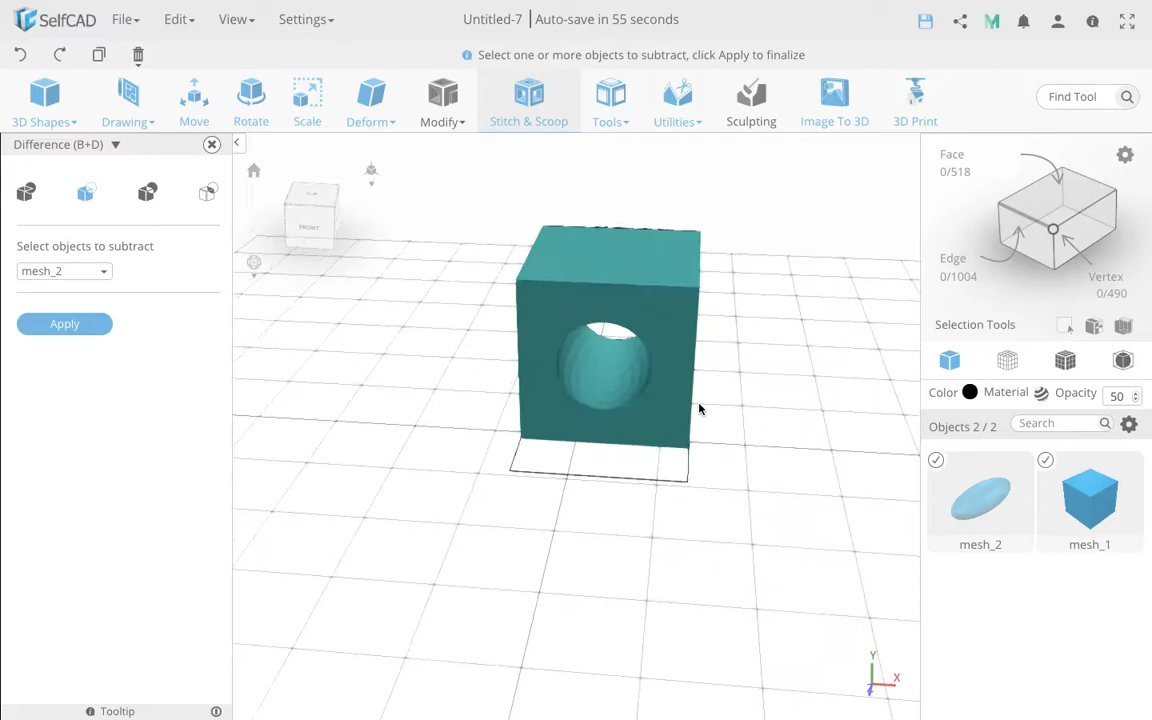 SelfCAD File Edit View Settings Untitled-7 Auto-save in 55 seconds
Select one or more objects to subtract, click Apply to finalize
3D Shapes Drawing Move Rotate Scale Deform Modify Stitch & Scoop Tools Utilities Sculpting Image To 3D 3D Print Find Tool
Difference (B+D)
Select objects to subtract
mesh_2
Apply
Tooltip
FRONT
Face
0/518
Edge
0/1004
Vertex
0/490
Selection Tools
Color Material Opacity 50
Objects 2 / 2 Search
mesh_2 mesh_1
Y
X